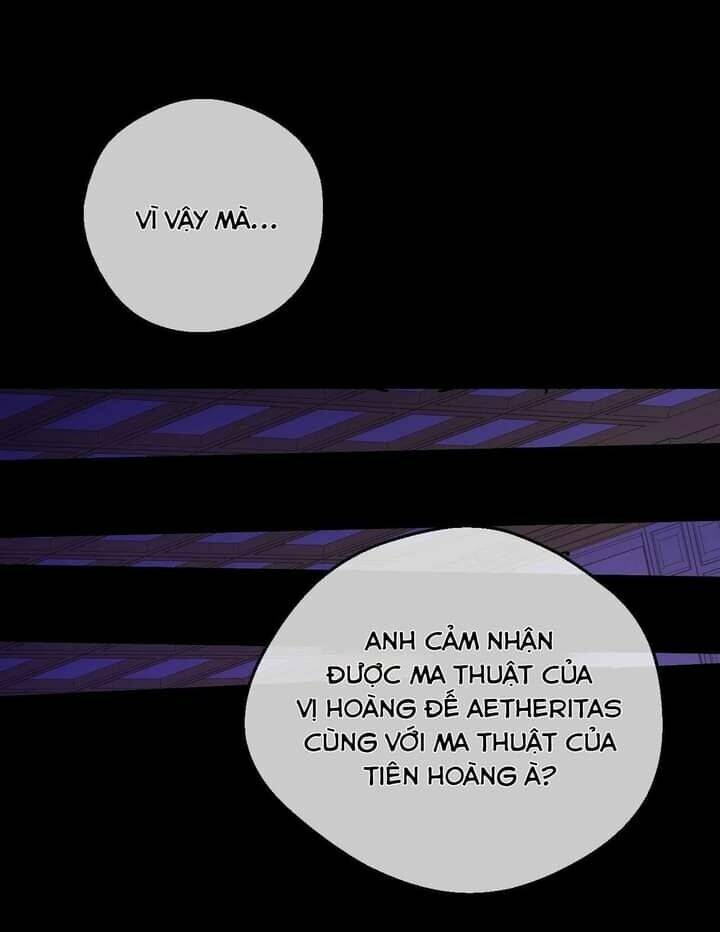 VÌ VẬY MÀ...
ANH CẢM NHẬN
ĐƯỢC MA THUẬT CỦA
VỊ HOÀNG ĐẾ AETHERITAS
CÙNG VỚI MA THUẬT CỦA
TIÊN HOÀNG À?